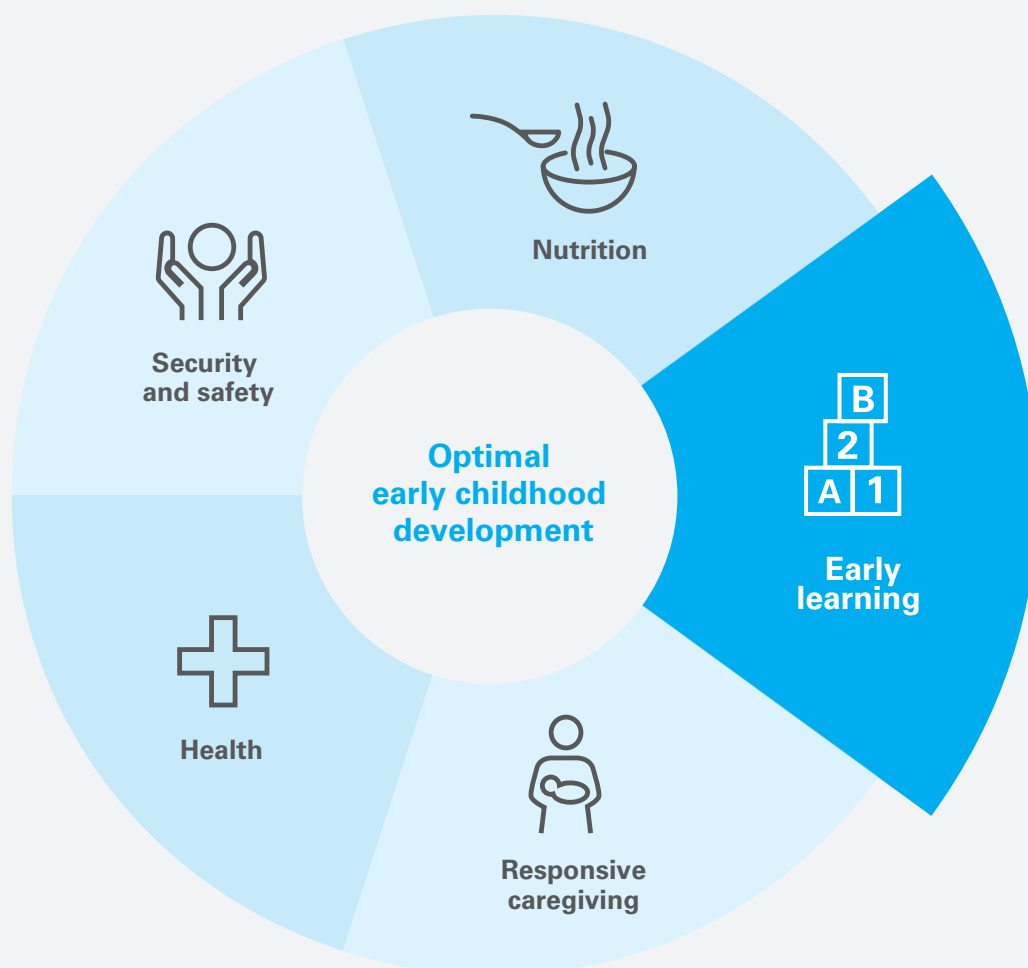 Nutrition
Security
and safety
B
2
A 1
Optimal
early childhood
development
Early
learning
Health
Responsive
caregiving